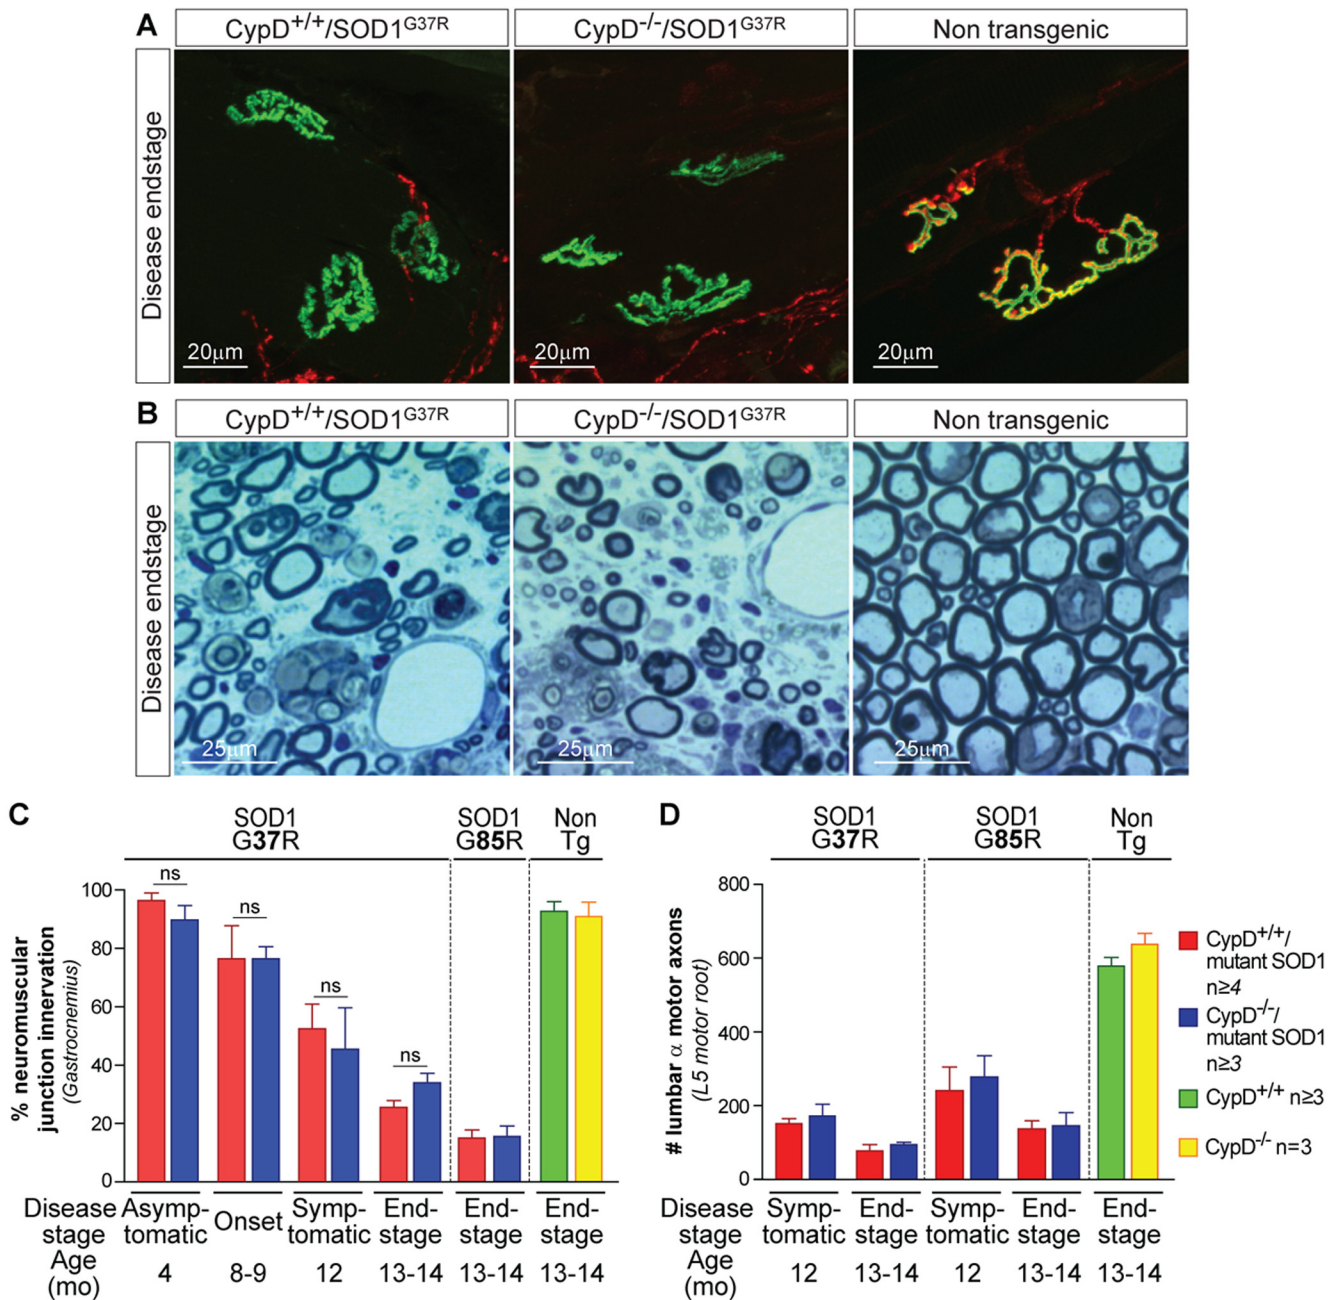 A
CypD+/+/SOD1G37R
CypD-/-/SOD1G37R
Non transgenic
Disease endstage
20µm
20µm
20µm
B
CypD+/+/SOD1G37R
CypD-/-/SOD1G37R
Non transgenic
Disease endstage
25µm
25µm
25µm
C
SOD1
G37R
SOD1
G85R
Non
Tg
% neuromuscular
junction innervation
(Gastrocnemius)
100
80
60
40
20
0
ns
ns
ns
ns
Disease
stage
Asymp-
tomatic
Onset
Symp-
tomatic
End-
stage
End-
stage
End-
stage
Age
(mo)
4
8-9
12
13-14
13-14
13-14
D
SOD1
G37R
SOD1
G85R
Non
Tg
# lumbar α motor axons
(L5 motor root)
800
600
400
200
0
Disease
stage
Symp-
tomatic
End-
stage
Symp-
tomatic
End-
stage
End-
stage
Age
(mo)
12
13-14
12
13-14
13-14
CypD+/+/
mutant SOD1
n≥4
CypD-/-/
mutant SOD1
n≥3
CypD+/+ n≥3
CypD-/- n=3